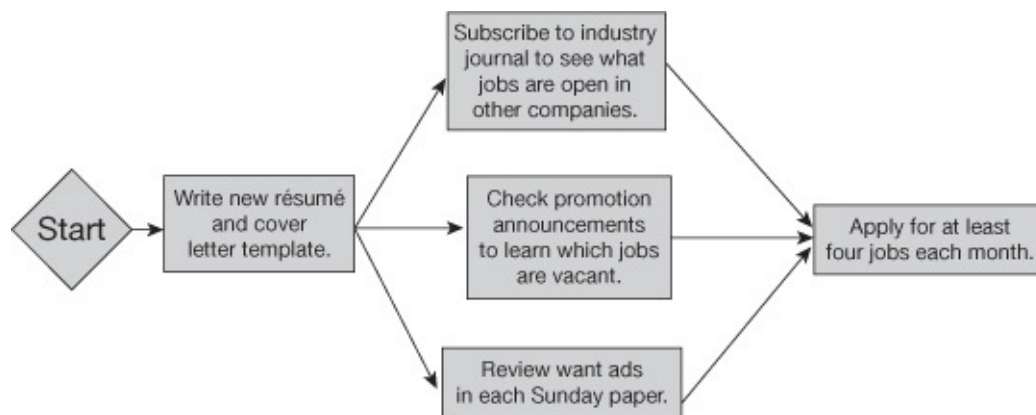 Start
Write new résumé
and cover
letter template.
Subscribe to industry
journal to see what
jobs are open in
other companies.
Check promotion
announcements
to learn which jobs
are vacant.
Review want ads
in each Sunday paper.
Apply for at least
four jobs each month.